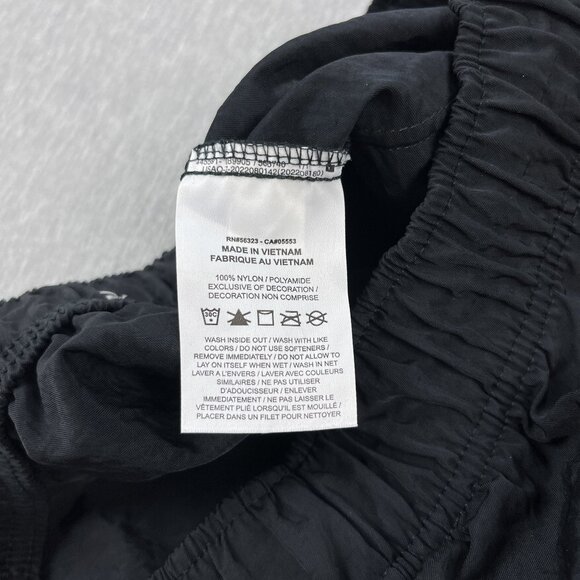 RN#56323 - CA#05553
MADE IN VIETNAM
FABRIQUE AU VIETNAM
100% NYLON / POLYAMIDE
EXCLUSIVE OF DECORATION /
DECORATION NON COMPRISE
30C
WASH INSIDE OUT / WASH WITH LIKE
COLORS / DO NOT USE SOFTENERS /
REMOVE IMMEDIATELY / DO NOT ALLOW TO
LAY ON ITSELF WHEN WET / WASH IN NET
LAVER A L'ENVERS / LAVER AVEC COULEURS
SIMILAIRES / NE PAS UTILISER
D'ADOUCISSEUR / ENLEVER
IMMEDIATEMENT / NE PAS LAISSER LE
VÊTEMENT PLIÉ LORSQU'IL EST MOUILLÉ /
PLACER DANS UN FILET POUR NETTOYER